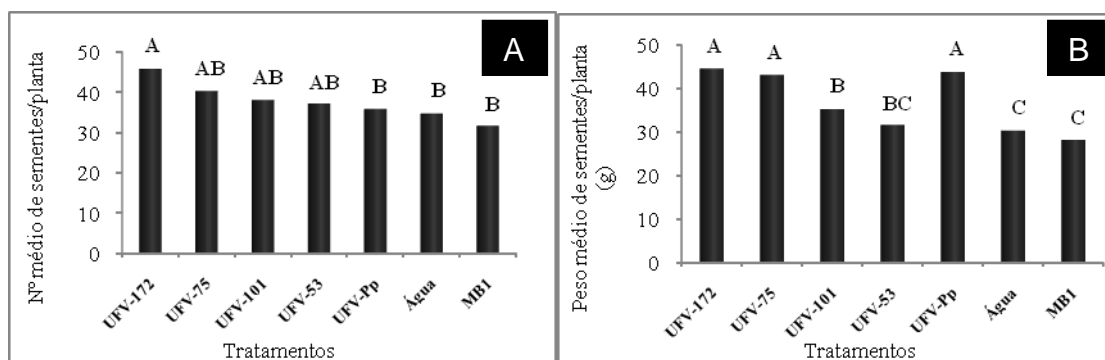 A
Nº médio de sementes/planta
50
40
30
20
10
0
A
AB
AB
AB
B
B
B
UFV-172
UFV-75
UFV-101
UFV-53
UFV-Pp
Água
MB1
Tratamentos
B
Peso médio de sementes/planta
(g)
50
40
30
20
10
0
A
A
B
BC
A
C
C
UFV-172
UFV-75
UFV-101
UFV-53
UFV-Pp
Água
MB1
Tratamentos